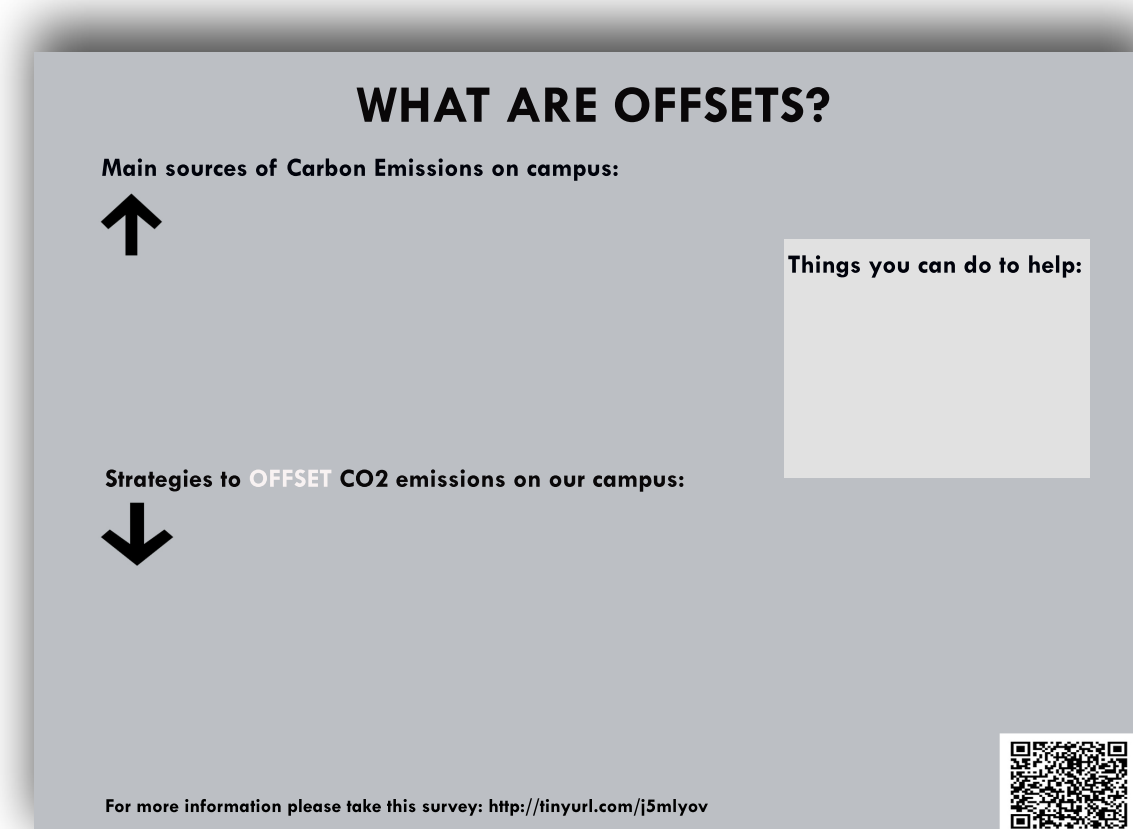 WHAT ARE OFFSETS?
Main sources of Carbon Emissions on campus:
Things you can do to help:
Strategies to OFFSET CO2 emissions on our campus:
For more information please take this survey: http://tinyurl.com/j5mlyov